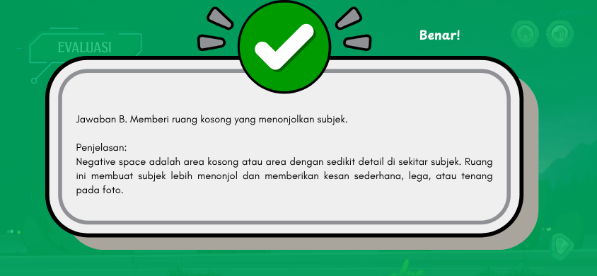 EVALUASI
Benar!
Jawaban B. Memberi ruang kosong yang menonjolkan subjek.
Penjelasan:
Negative space adalah area kosong atau area dengan sedikit detail di sekitar subjek. Ruang
ini membuat subjek lebih menonjol dan memberikan kesan sederhana, lega, atau tenang
pada foto.